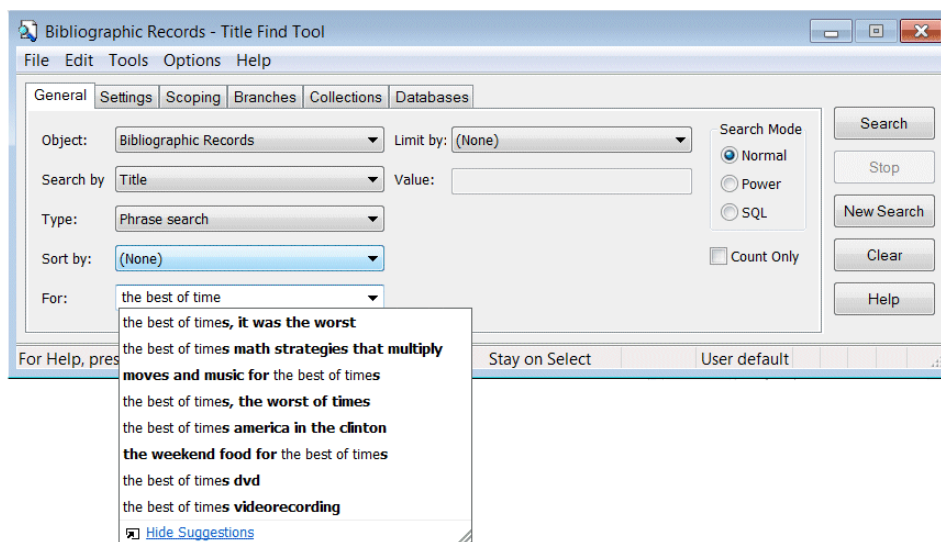 Bibliographic Records - Title Find Tool
File Edit Tools Options Help
General Settings Scoping Branches Collections Databases
Object: Bibliographic Records Limit by: (None) Search Mode Search
Normal
Search by Title Value: Power Stop
Type: Phrase search SQL New Search
Sort by: (None) Count Only Clear
For: the best of time Help
the best of times, it was the worst
the best of times math strategies that multiply
moves and music for the best of times
the best of times, the worst of times
the best of times america in the clinton
the weekend food for the best of times
the best of times dvd
the best of times videorecording
Hide Suggestions
For Help, pres Stay on Select User default